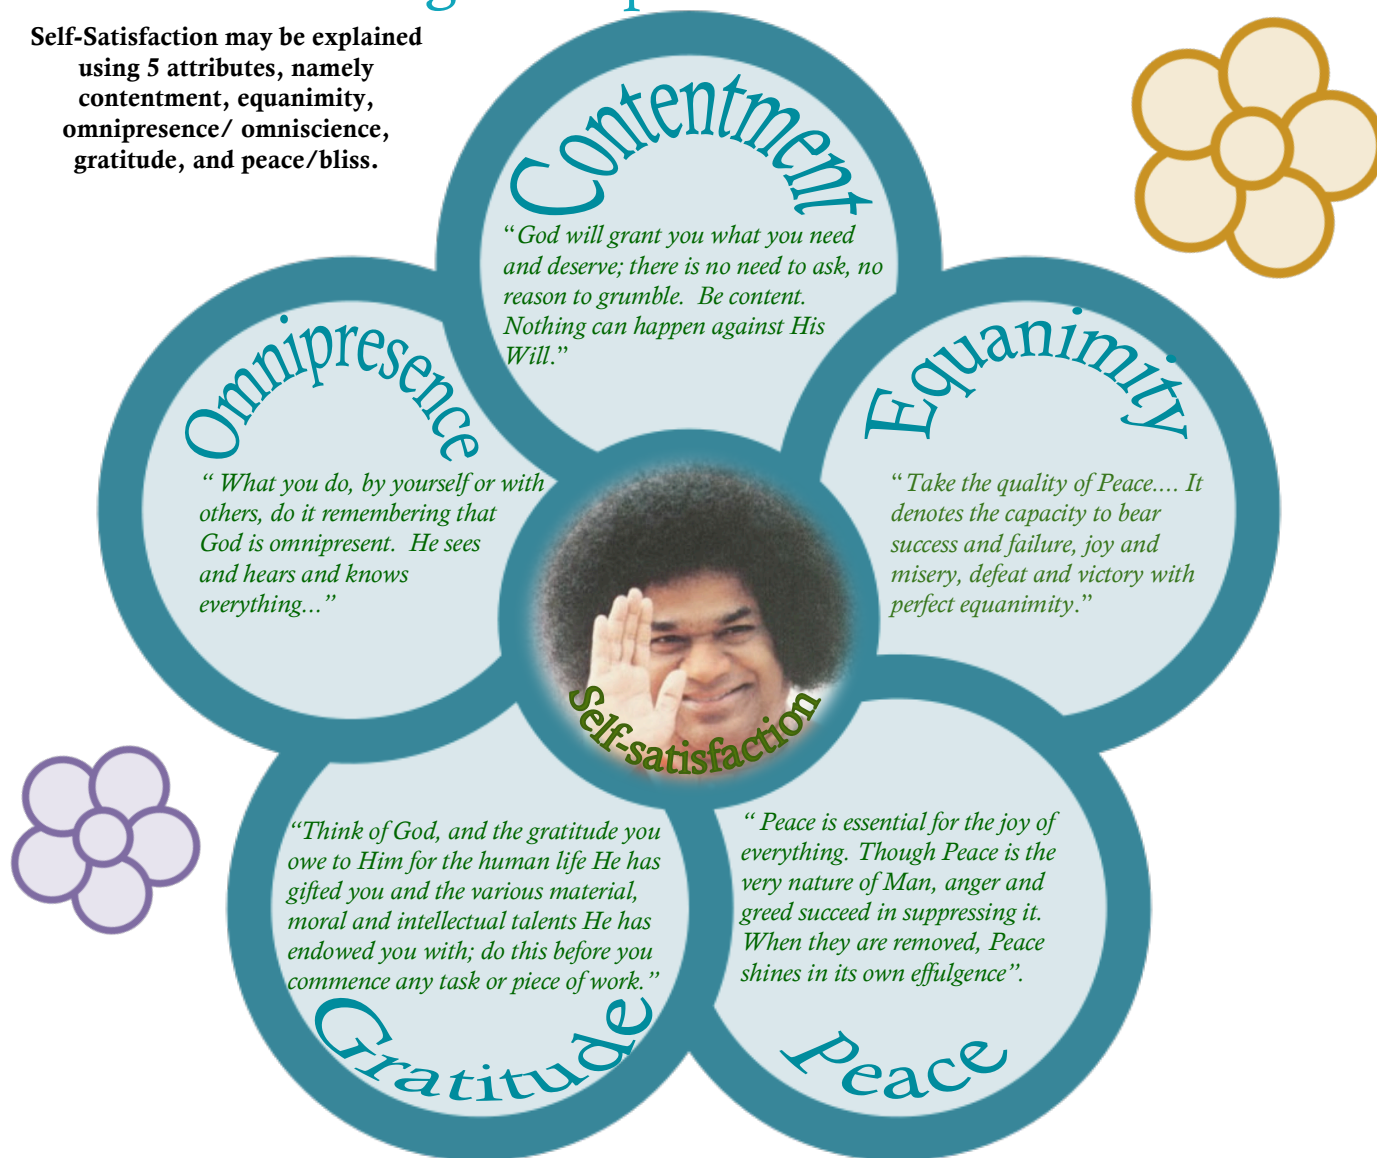 Self-Satisfaction may be explained
using 5 attributes, namely
contentment, equanimity,
omnipresence/ omniscience,
gratitude, and peace/bliss.
Contentment
“God will grant you what you need
and deserve; there is no need to ask, no
reason to grumble.  Be content.
Nothing can happen against His
Will.”
Omnipresence
“ What you do, by yourself or with
others, do it remembering that
God is omnipresent.  He sees
and hears and knows
everything...”
Equanimity
“Take the quality of Peace.... It
denotes the capacity to bear
success and failure, joy and
misery, defeat and victory with
perfect equanimity.”
Self-satisfaction
“Think of God, and the gratitude you
owe to Him for the human life He has
gifted you and the various material,
moral and intellectual talents He has
endowed you with; do this before you
commence any task or piece of work.”
Gratitude
“ Peace is essential for the joy of
everything. Though Peace is the
very nature of Man, anger and
greed succeed in suppressing it.
When they are removed, Peace
shines in its own effulgence”.
Peace